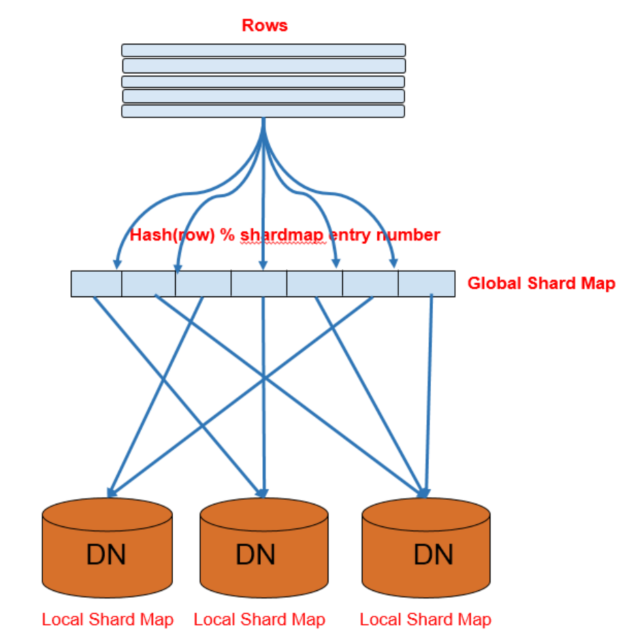 Rows
Hash(row) % shardmap entry number
Global Shard Map
DN DN DN
Local Shard Map Local Shard Map Local Shard Map